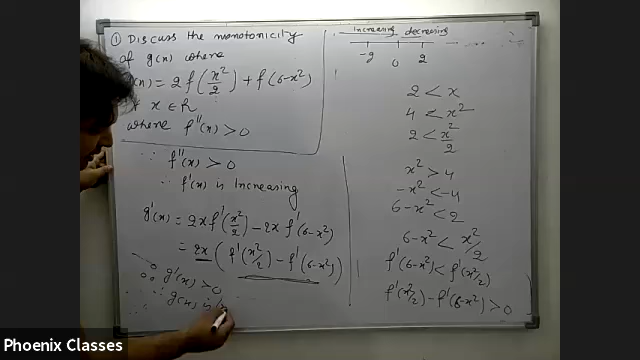 ① Discuss the monotonicity
of g(x) where
g(x) = 2f(x²/2) + f(6-x²)
∀ x ∈ R
where f''(x) > 0
∵ f''(x) > 0
∴ f'(x) is Increasing
g'(x) = 2x f'(x²/2) - 2x f'(6-x²)
= 2x (f'(x²/2) - f'(6-x²))
∵ g'(x) > 0
∴ g(x) is
Increasing decreasing
-2 0 2
2 < x
4 < x²
2 < x²/2
x² > 4
-x² < -4
6-x² < 2
6-x² < x²/2
f'(6-x²) < f'(x²/2)
f'(x²/2) - f'(6-x²) > 0
Phoenix Classes